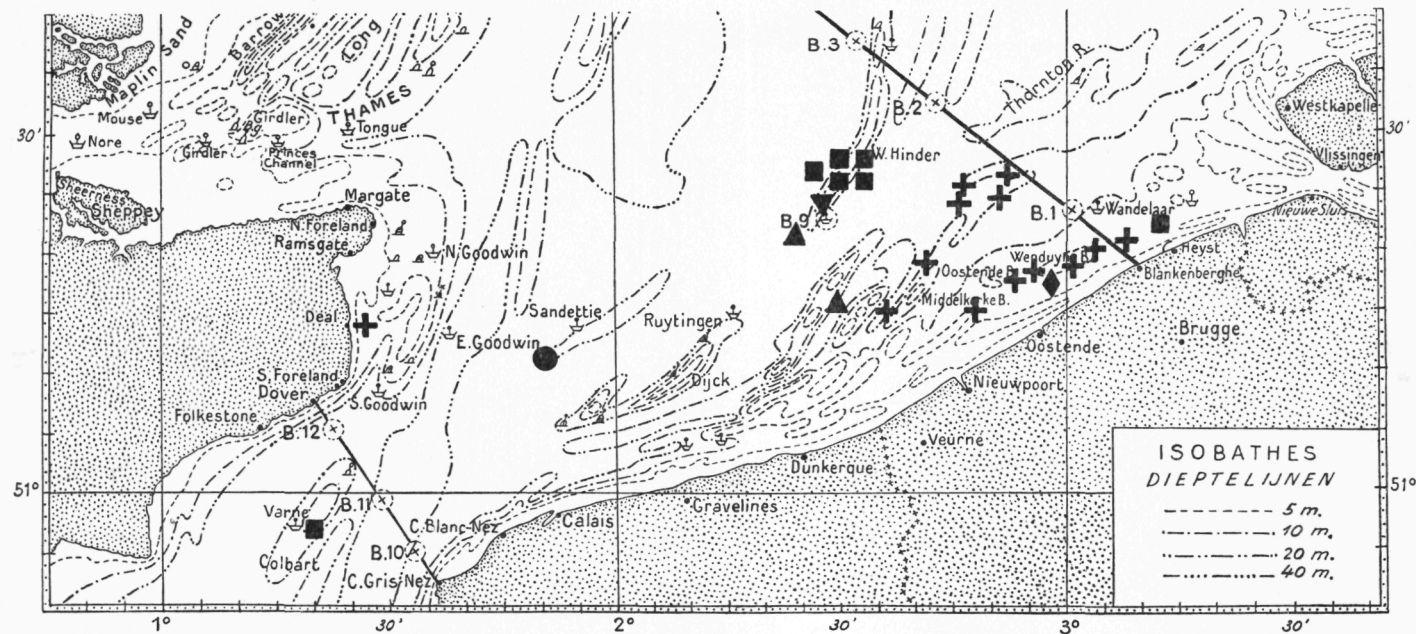 Maplin Sand
Barrow
Long
B.3
Thornton R.
Mouse
THAMES
B.2
Westkapelle
30'
Nore
Girdler
Girdler
Princes
Channel
Tongue
30'
W. Hinder
Vlissingen
Sheerness
Sheppey
Margate
N. Foreland
Ramsgate
B.9
B.1
Wandelaar
Nieuwe Sluis
N. Goodwin
Wenduyne B.
Heyst
Oostende B.
Blankenberghe
Deal
Sandettie
Ruytingen
Middelkerke B.
E. Goodwin
Oostende
Brugge
S. Foreland
Dover
Dijck
Nieuwpoort
S. Goodwin
Folkestone
B.12
Veurne
Dunkerque
ISOBATHES
DIEPTELIJNEN
5 m.
10 m.
20 m.
40 m.
51°
51°
Varne
B.11
Gravelines
Calais
C. Blanc-Nez
Colbart
B.10
C. Gris-Nez
1°
30'
2°
30'
3°
30'